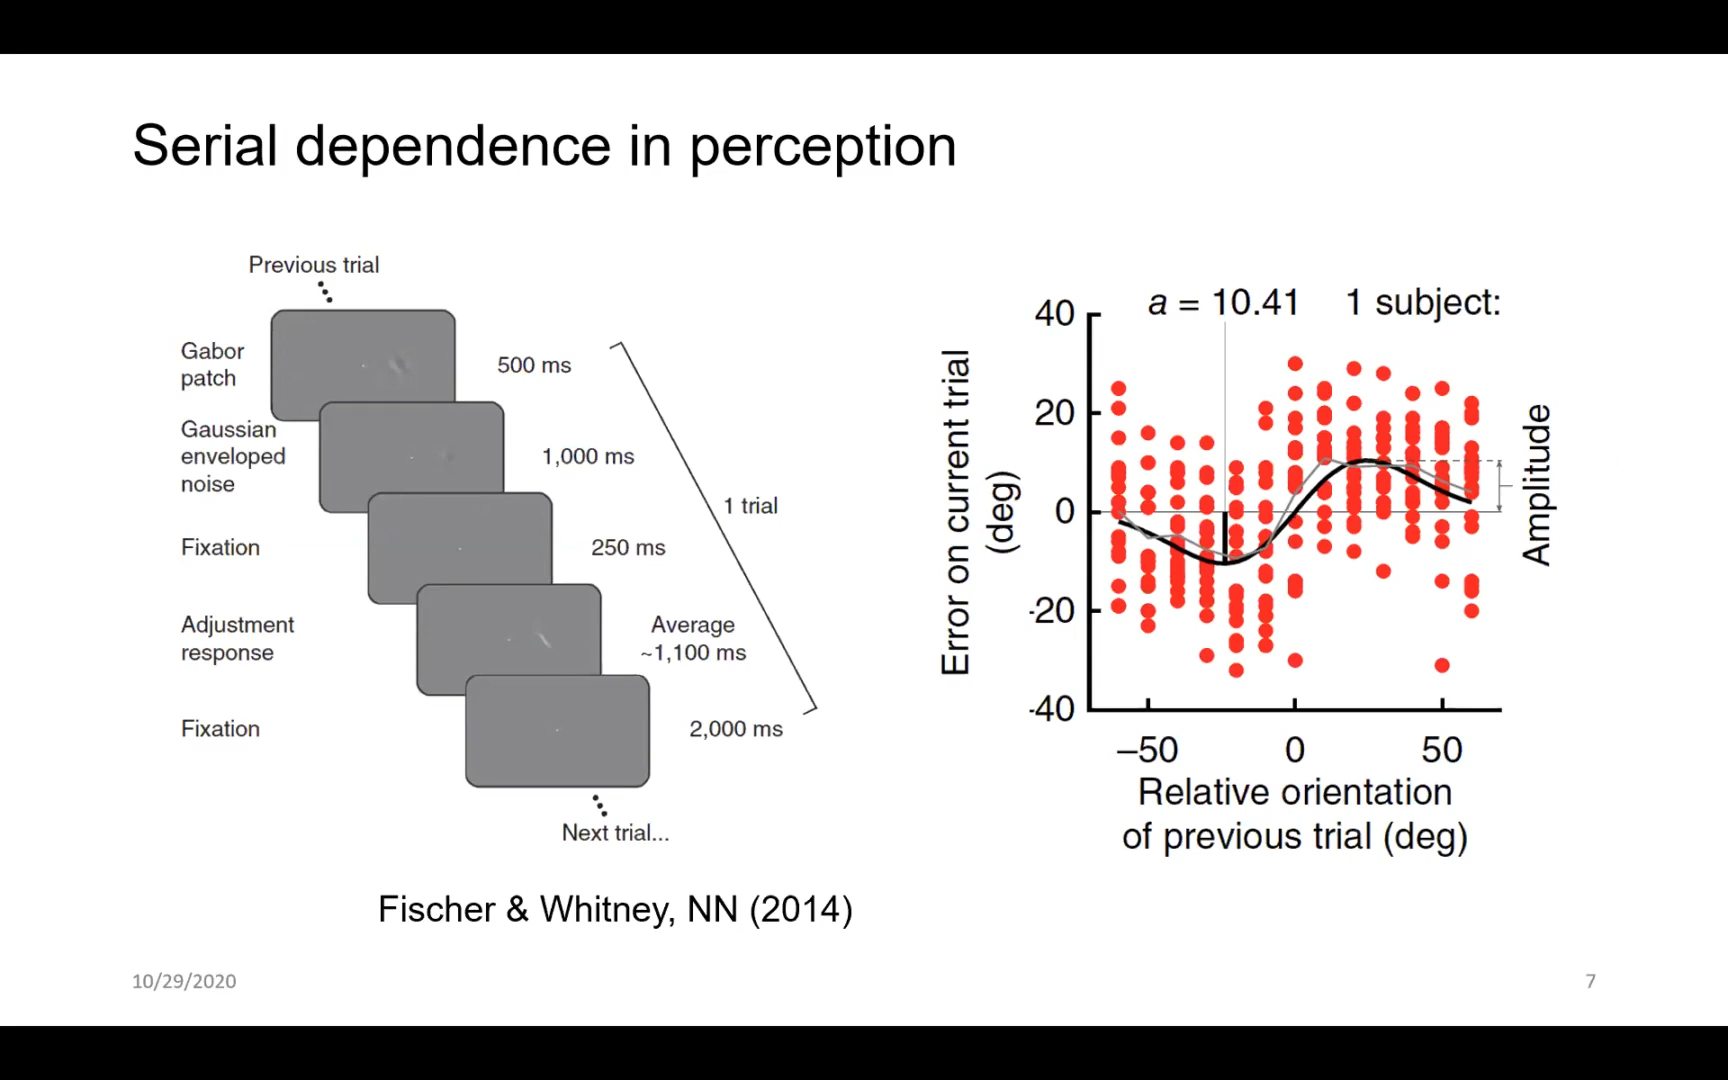 Serial dependence in perception
Previous trial
Gabor
patch
500 ms
Gaussian
enveloped
noise
1,000 ms
1 trial
Fixation
250 ms
Adjustment
response
Average
~1,100 ms
Fixation
2,000 ms
Next trial...
Fischer & Whitney, NN (2014)
a = 10.41
1 subject:
Error on current trial
(deg)
40
20
0
-20
-40
Amplitude
–50
0
50
Relative orientation
of previous trial (deg)
10/29/2020
7